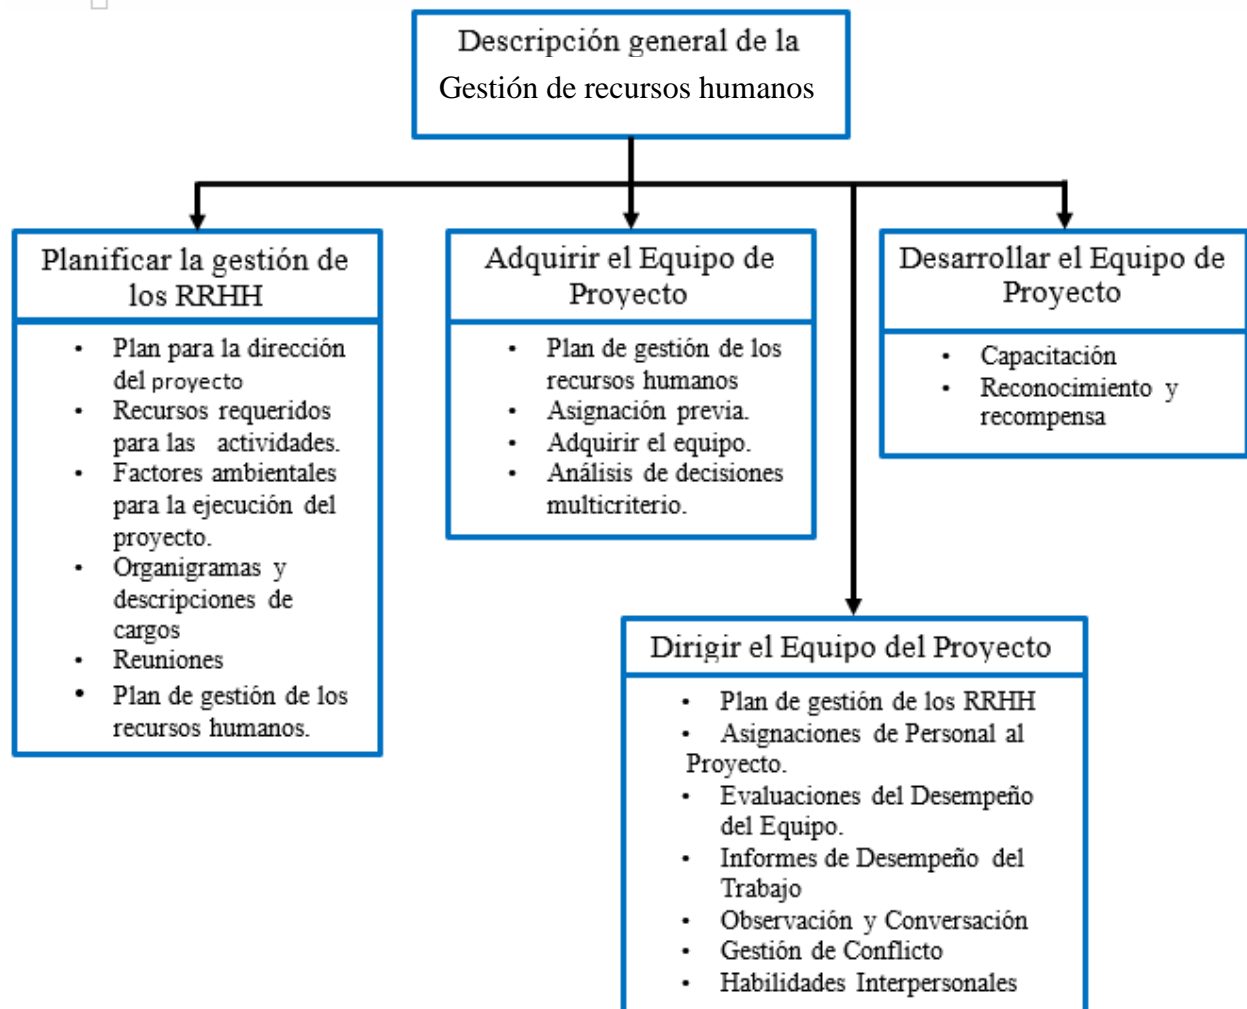 Descripción general de la
Gestión de recursos humanos
Planificar la gestión de
los RRHH
• Plan para la dirección
del proyecto
• Recursos requeridos
para las actividades.
• Factores ambientales
para la ejecución del
proyecto.
• Organigramas y
descripciones de
cargos
• Reuniones
• Plan de gestión de los
recursos humanos.
Adquirir el Equipo de
Proyecto
• Plan de gestión de los
recursos humanos
• Asignación previa.
• Adquirir el equipo.
• Análisis de decisiones
multicriterio.
Desarrollar el Equipo de
Proyecto
• Capacitación
• Reconocimiento y
recompensa
Dirigir el Equipo del Proyecto
• Plan de gestión de los RRHH
• Asignaciones de Personal al
Proyecto.
• Evaluaciones del Desempeño
del Equipo.
• Informes de Desempeño del
Trabajo
• Observación y Conversación
• Gestión de Conflicto
• Habilidades Interpersonales